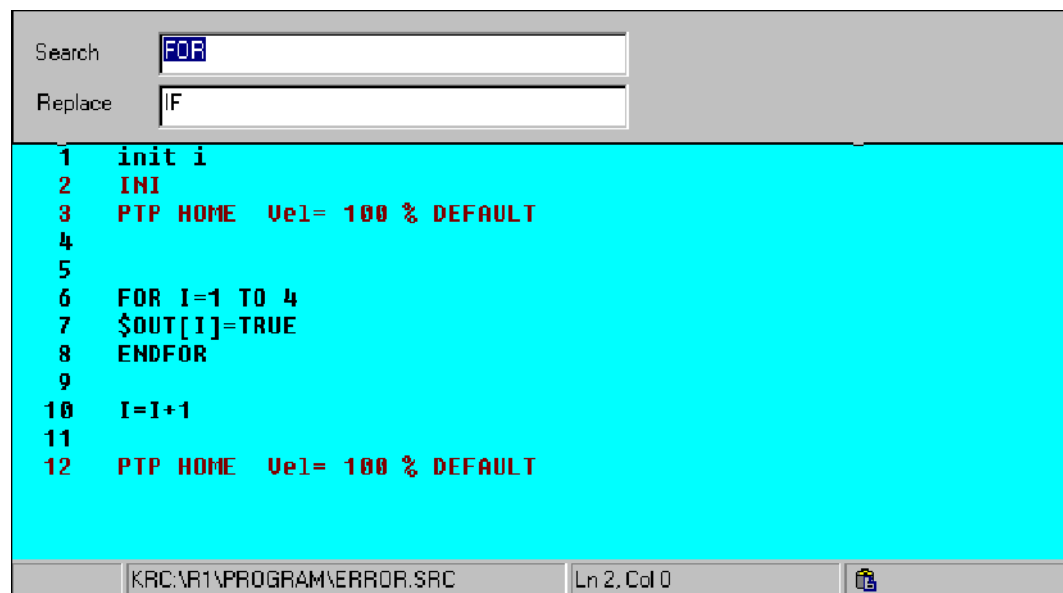 Search FOR
Replace IF
1 init i
2 INI
3 PTP HOME Vel= 100 % DEFAULT
4
5
6 FOR I=1 TO 4
7 $OUT[I]=TRUE
8 ENDFOR
9
10 I=I+1
11
12 PTP HOME Vel= 100 % DEFAULT
KRC:\R1\PROGRAM\ERROR.SRC Ln 2, Col 0